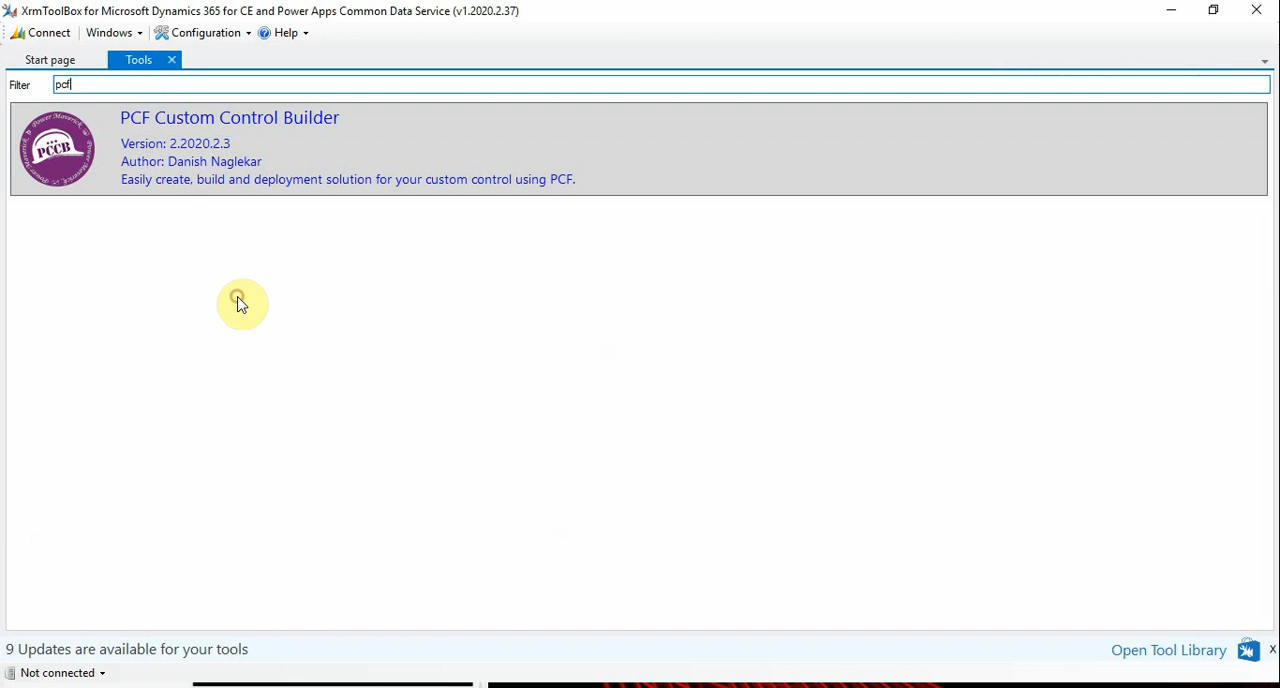 XrmToolBox for Microsoft Dynamics 365 for CE and Power Apps Common Data Service (v1.2020.2.37)
Connect Windows Configuration Help
Start page Tools
Filter pcf
PCF Custom Control Builder
Version: 2.2020.2.3
Author: Danish Naglekar
Easily create, build and deployment solution for your custom control using PCF.
PCCB
Power Maverick
9 Updates are available for your tools
Open Tool Library x
Not connected